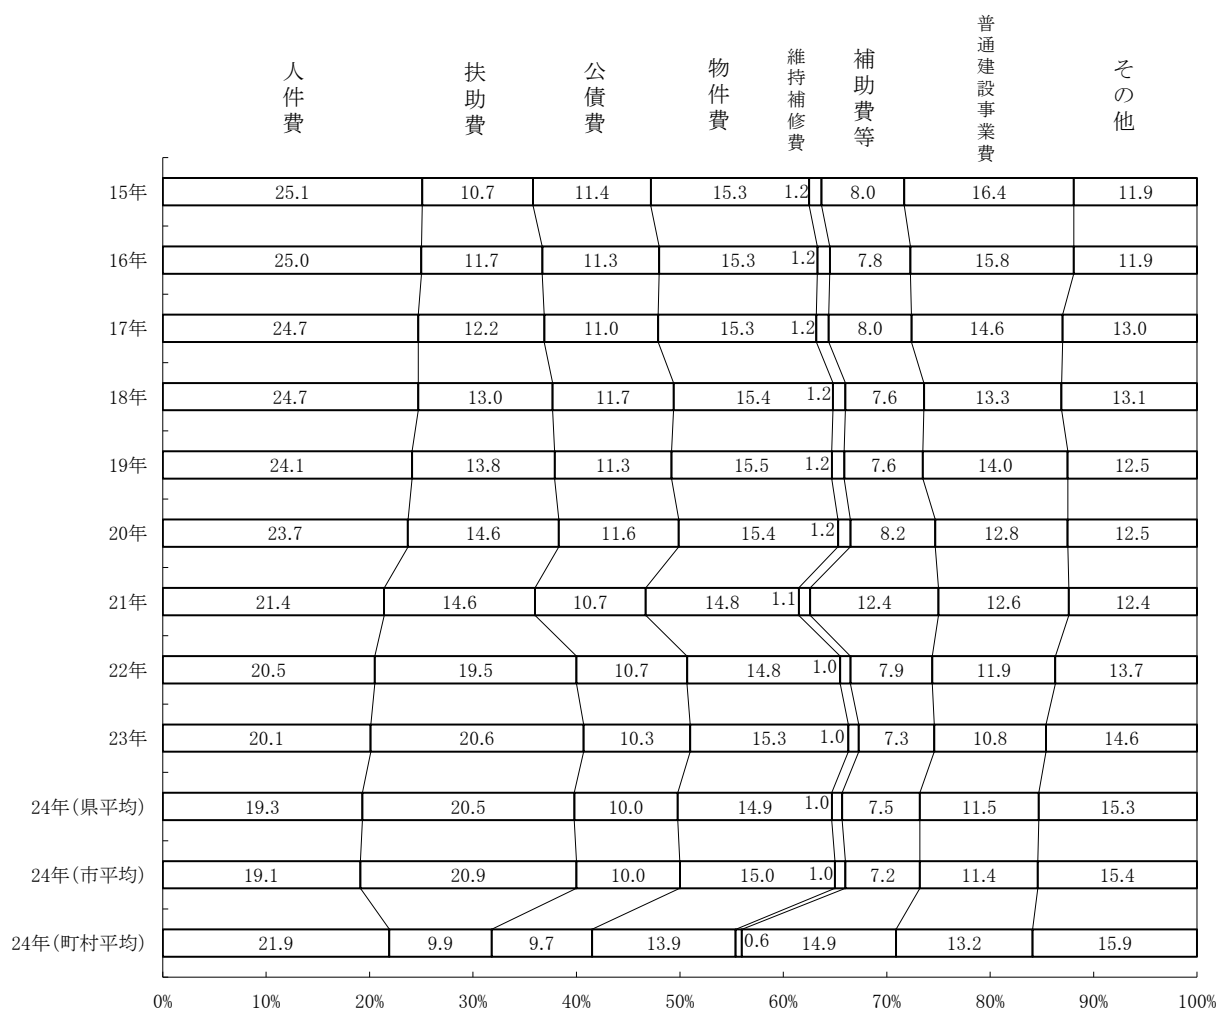 人件費
扶助費
公債費
物件費
維持補修費
補助費等
普通建設事業費
その他
15年 25.1 10.7 11.4 15.3 1.2 8.0 16.4 11.9
16年 25.0 11.7 11.3 15.3 1.2 7.8 15.8 11.9
17年 24.7 12.2 11.0 15.3 1.2 8.0 14.6 13.0
18年 24.7 13.0 11.7 15.4 1.2 7.6 13.3 13.1
19年 24.1 13.8 11.3 15.5 1.2 7.6 14.0 12.5
20年 23.7 14.6 11.6 15.4 1.2 8.2 12.8 12.5
21年 21.4 14.6 10.7 14.8 1.1 12.4 12.6 12.4
22年 20.5 19.5 10.7 14.8 1.0 7.9 11.9 13.7
23年 20.1 20.6 10.3 15.3 1.0 7.3 10.8 14.6
24年(県平均) 19.3 20.5 10.0 14.9 1.0 7.5 11.5 15.3
24年(市平均) 19.1 20.9 10.0 15.0 1.0 7.2 11.4 15.4
24年(町村平均) 21.9 9.9 9.7 13.9 0.6 14.9 13.2 15.9
0% 10% 20% 30% 40% 50% 60% 70% 80% 90% 100%